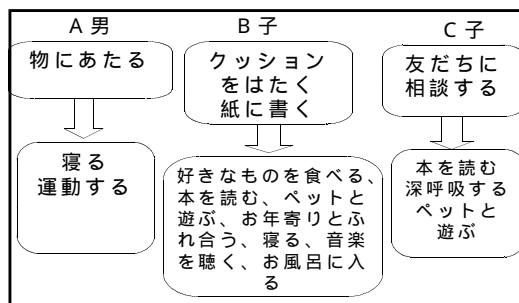 A男
物にあたる
寝る
運動する
B子
クッション
をはたく
紙に書く
好きなものを食べる、
本を読む、ペットと
遊ぶ、お年寄りとふ
れ合う、寝る、音楽
を聴く、お風呂に入
る
C子
友だちに
相談する
本を読む
深呼吸する
ペットと
遊ぶ